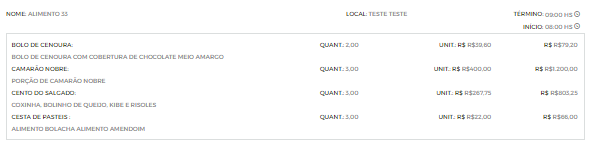 NOME: ALIMENTO 33 LOCAL: TESTE TESTE TÉRMINO: 09:00 HS
INÍCIO: 08:00 HS
BOLO DE CENOURA: QUANT.: 2,00 UNIT.: R$ R$39,60 R$ R$79,20
BOLO DE CENOURA COM COBERTURA DE CHOCOLATE MEIO AMARGO
CAMARÃO NOBRE: QUANT.: 3,00 UNIT.: R$ R$400,00 R$ R$1.200,00
PORÇÃO DE CAMARÃO NOBRE
CENTO DO SALGADO: QUANT.: 3,00 UNIT.: R$ R$267,75 R$ R$803,25
COXINHA, BOLINHO DE QUEIJO, KIBE E RISOLES
CESTA DE PASTEIS : QUANT.: 3,00 UNIT.: R$ R$22,00 R$ R$66,00
ALIMENTO BOLACHA ALIMENTO AMENDOIM